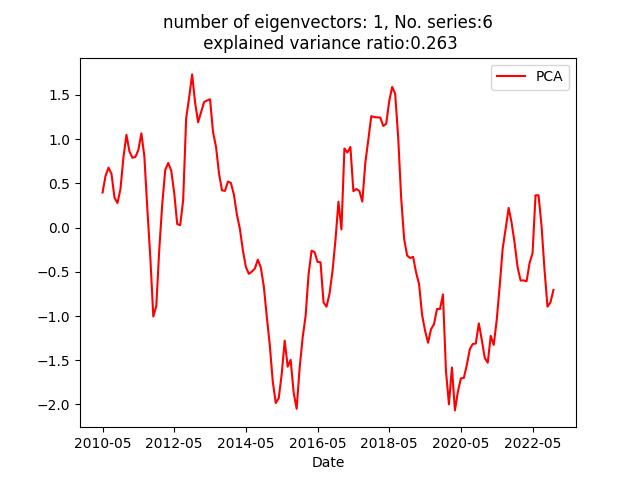 number of eigenvectors: 1, No. series:6
explained variance ratio:0.263
PCA
1.5
1.0
0.5
0.0
−0.5
−1.0
−1.5
−2.0
2010-05 2012-05 2014-05 2016-05 2018-05 2020-05 2022-05
Date